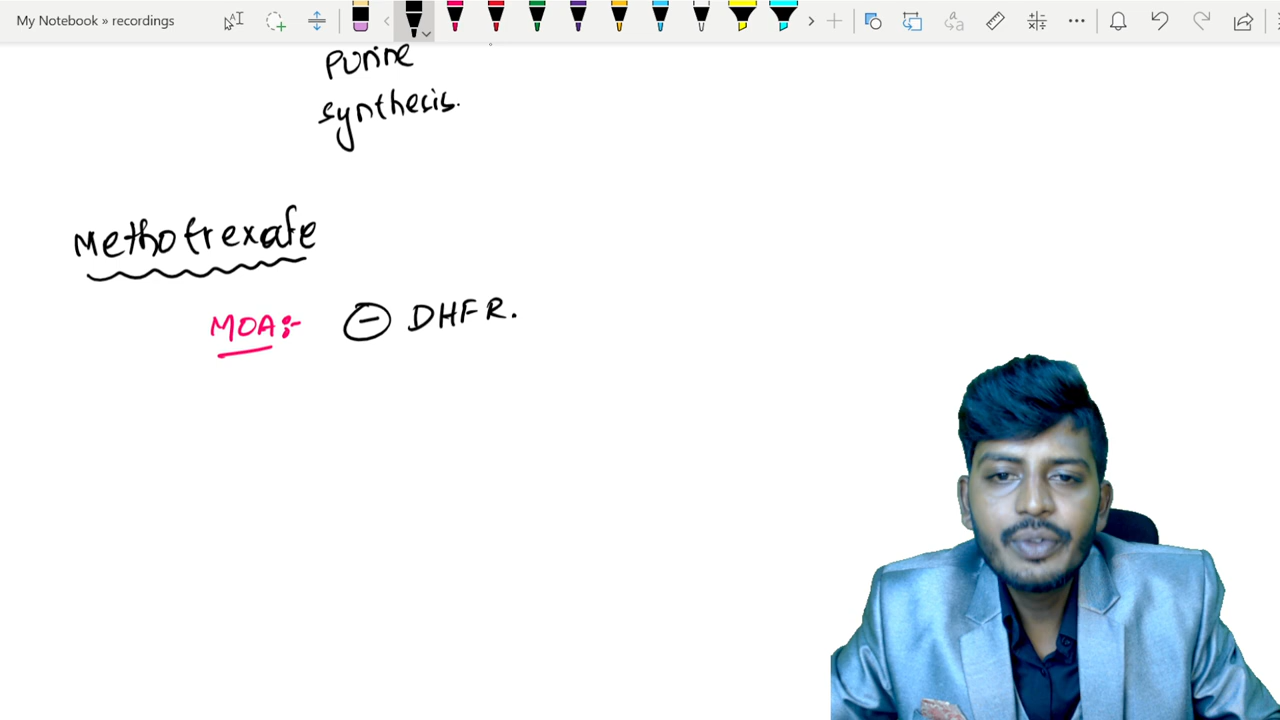 My Notebook » recordings
purine
synthesis.
Methotrexate
MOA:- ⊖ DHFR.